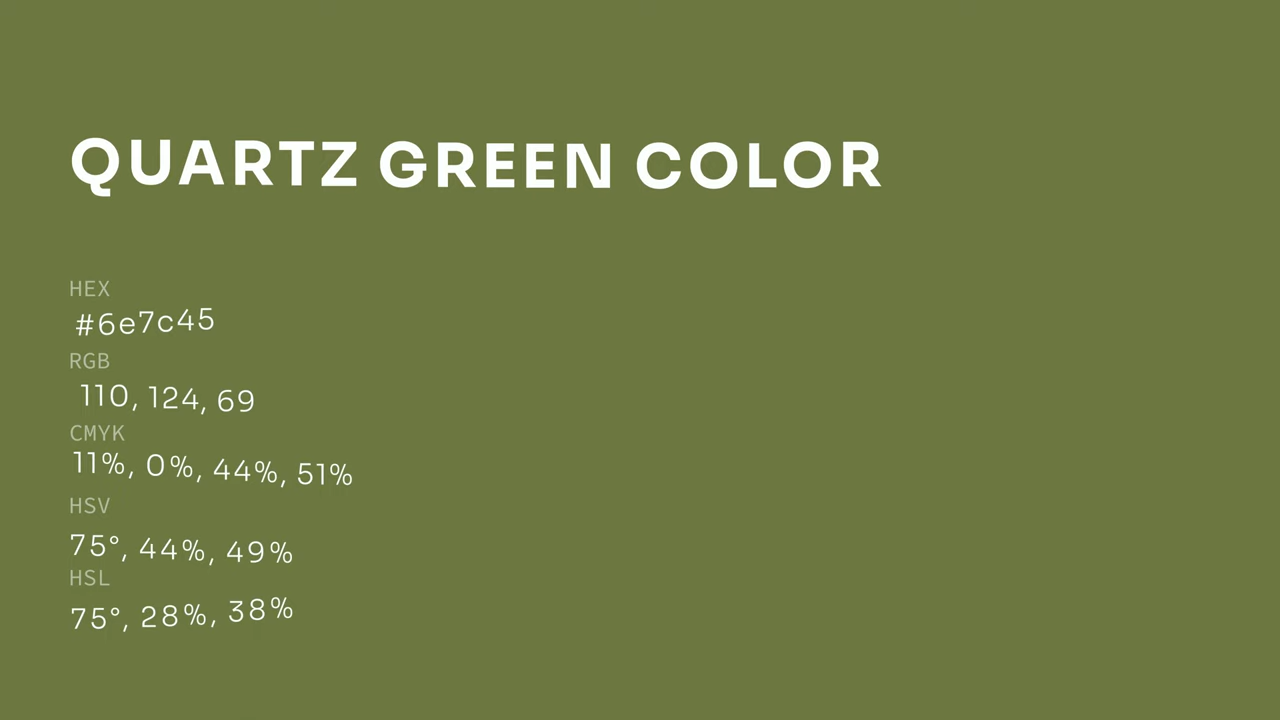 QUARTZ GREEN COLOR
HEX
#6e7c45
RGB
110, 124, 69
CMYK
11%, 0%, 44%, 51%
HSV
75°, 44%, 49%
HSL
75°, 28%, 38%